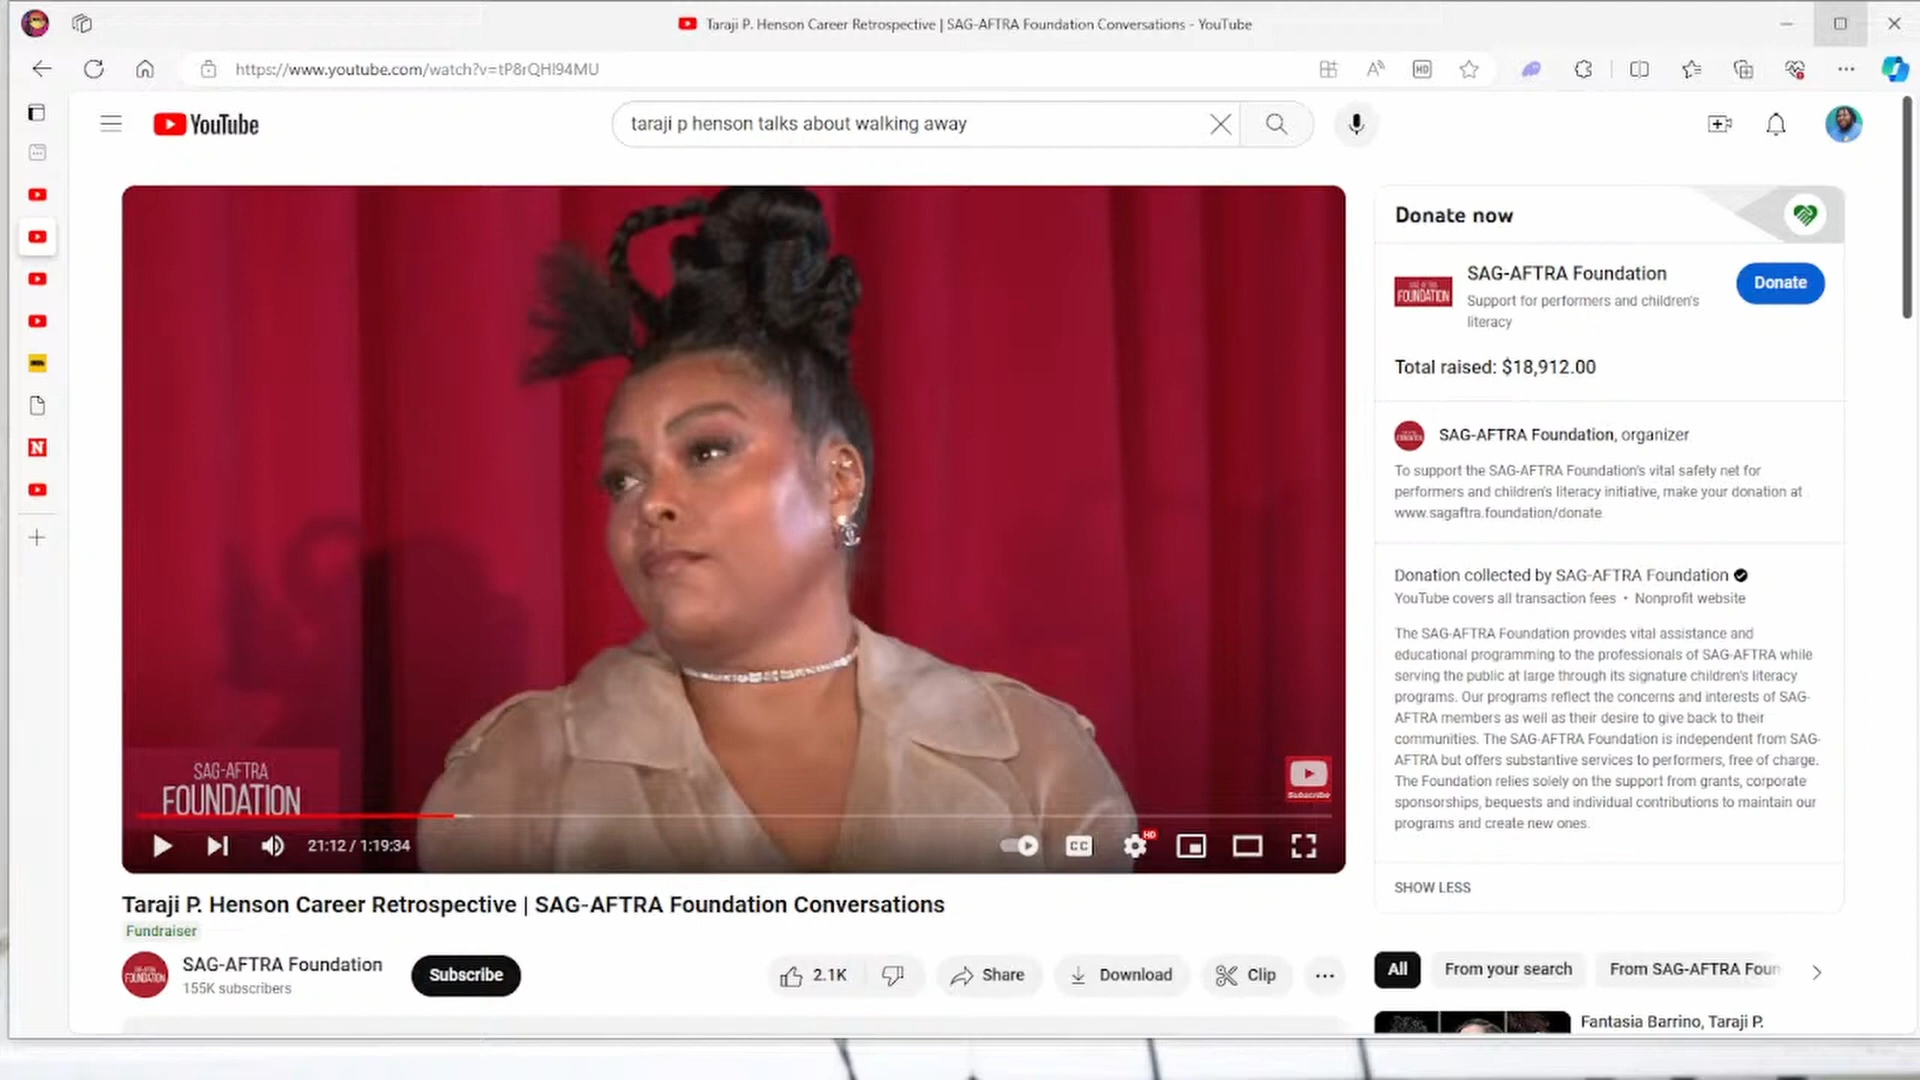 Taraji P. Henson Career Retrospective | SAG-AFTRA Foundation Conversations - YouTube
https://www.youtube.com/watch?v=tP8rQHI94MU
YouTube
taraji p henson talks about walking away
SAG-AFTRA
FOUNDATION
Subscribe
21:12 / 1:19:34
CC
HD
Taraji P. Henson Career Retrospective | SAG-AFTRA Foundation Conversations
Fundraiser
SAG-AFTRA Foundation
155K subscribers
Subscribe
2.1K
Share
Download
Clip
Donate now
FOUNDATION
SAG-AFTRA Foundation
Support for performers and children's
literacy
Donate
Total raised: $18,912.00
SAG-AFTRA Foundation, organizer
To support the SAG-AFTRA Foundation's vital safety net for
performers and children's literacy initiative, make your donation at
www.sagaftra.foundation/donate
Donation collected by SAG-AFTRA Foundation
YouTube covers all transaction fees • Nonprofit website
The SAG-AFTRA Foundation provides vital assistance and
educational programming to the professionals of SAG-AFTRA while
serving the public at large through its signature children's literacy
programs. Our programs reflect the concerns and interests of SAG-
AFTRA members as well as their desire to give back to their
communities. The SAG-AFTRA Foundation is independent from SAG-
AFTRA but offers substantive services to performers, free of charge.
The Foundation relies solely on the support from grants, corporate
sponsorships, bequests and individual contributions to maintain our
programs and create new ones.
SHOW LESS
All
From your search
From SAG-AFTRA Foun
Fantasia Barrino, Taraji P.